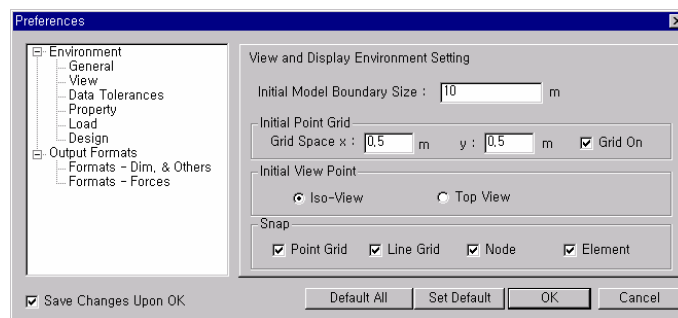 Preferences
Environment
General
View
Data Tolerances
Property
Load
Design
Output Formats
Formats - Dim, & Others
Formats - Forces
View and Display Environment Setting
Initial Model Boundary Size : 10 m
Initial Point Grid
Grid Space x : 0,5 m y : 0,5 m Grid On
Initial View Point
Iso-View Top View
Snap
Point Grid Line Grid Node Element
Save Changes Upon OK Default All Set Default OK Cancel